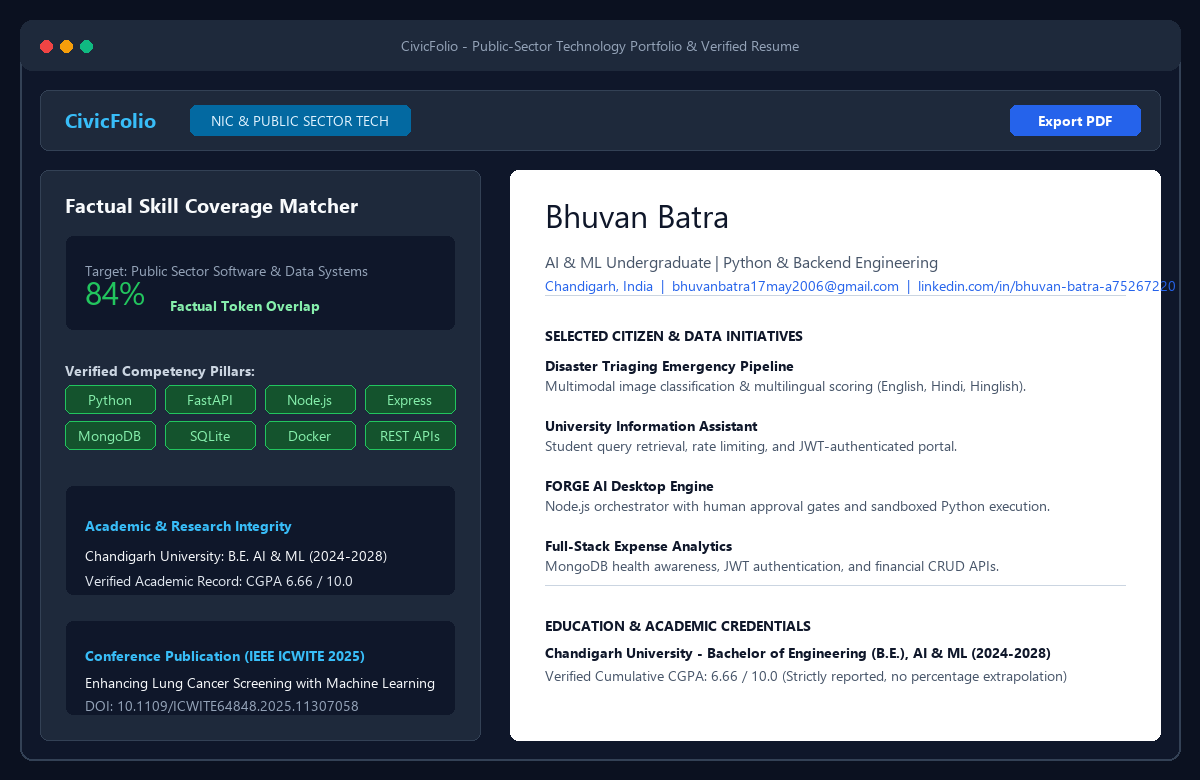 CivicFolio - Public-Sector Technology Portfolio & Verified Resume
CivicFolio
NIC & PUBLIC SECTOR TECH
Export PDF
Factual Skill Coverage Matcher
Target: Public Sector Software & Data Systems
84%
Factual Token Overlap
Verified Competency Pillars:
Python FastAPI Node.js Express
MongoDB SQLite Docker REST APIs
Academic & Research Integrity
Chandigarh University: B.E. AI & ML (2024-2028)
Verified Academic Record: CGPA 6.66 / 10.0
Conference Publication (IEEE ICWITE 2025)
Enhancing Lung Cancer Screening with Machine Learning
DOI: 10.1109/ICWITE64848.2025.11307058
Bhuvan Batra
AI & ML Undergraduate | Python & Backend Engineering
Chandigarh, India | bhuvanbatra17may2006@gmail.com | linkedin.com/in/bhuvan-batra-a75267220
SELECTED CITIZEN & DATA INITIATIVES
Disaster Triaging Emergency Pipeline
Multimodal image classification & multilingual scoring (English, Hindi, Hinglish).
University Information Assistant
Student query retrieval, rate limiting, and JWT-authenticated portal.
FORGE AI Desktop Engine
Node.js orchestrator with human approval gates and sandboxed Python execution.
Full-Stack Expense Analytics
MongoDB health awareness, JWT authentication, and financial CRUD APIs.
EDUCATION & ACADEMIC CREDENTIALS
Chandigarh University - Bachelor of Engineering (B.E.), AI & ML (2024-2028)
Verified Cumulative CGPA: 6.66 / 10.0 (Strictly reported, no percentage extrapolation)